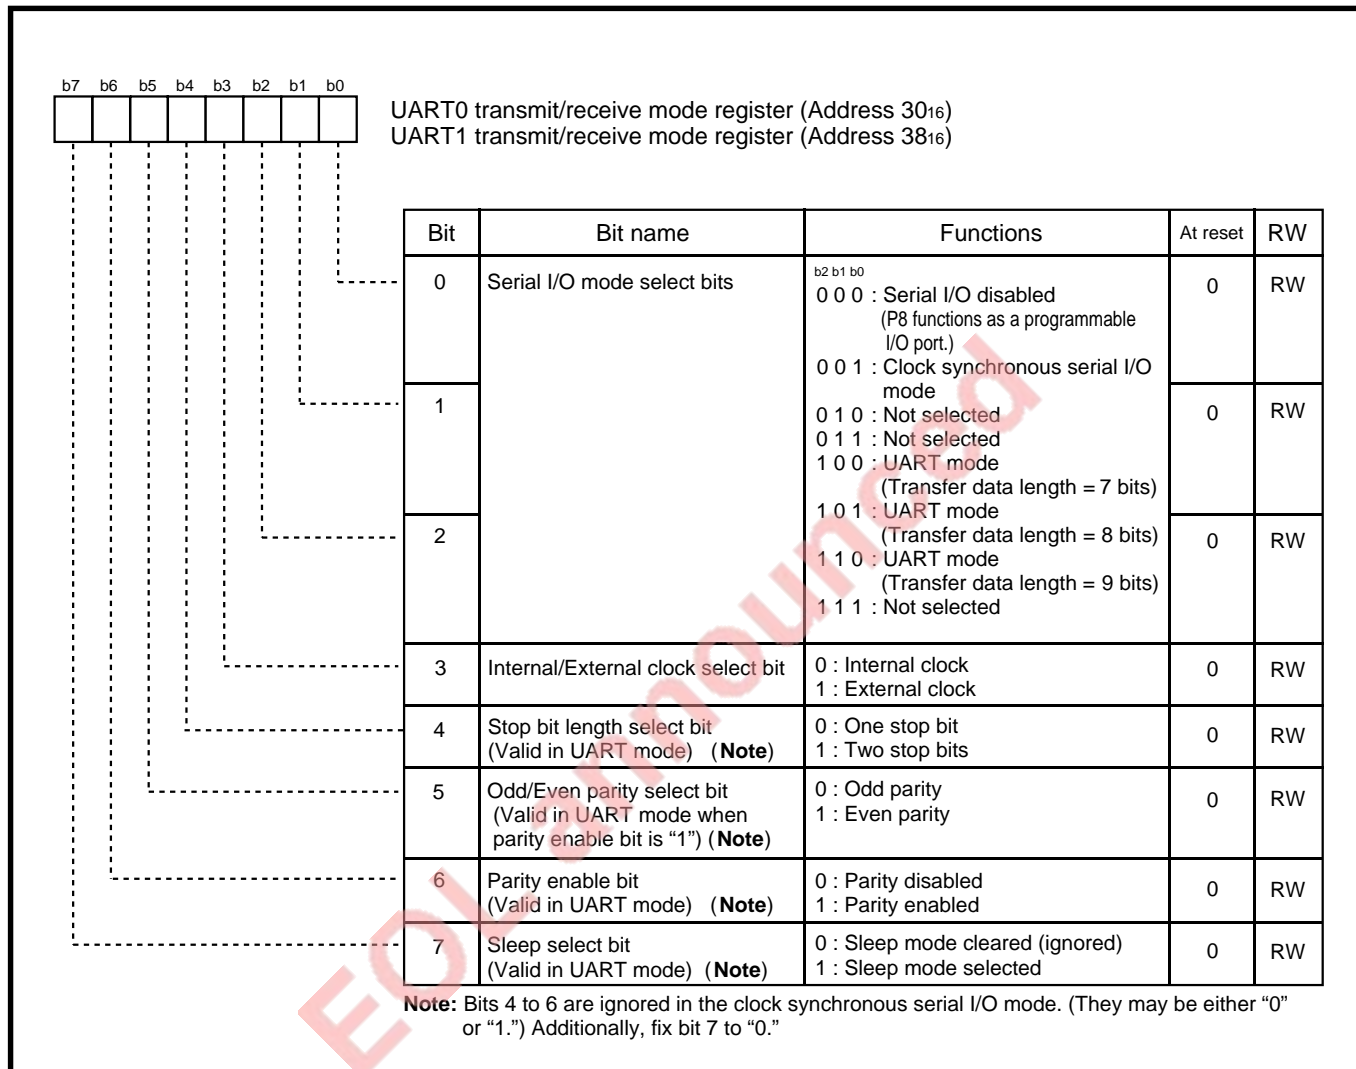 b7 b6 b5 b4 b3 b2 b1 b0
UART0 transmit/receive mode register (Address 3016)
UART1 transmit/receive mode register (Address 3816)
Bit Bit name Functions At reset RW
0 Serial I/O mode select bits
b2 b1 b0
0 0 0 : Serial I/O disabled
(P8 functions as a programmable
I/O port.)
0 0 1 : Clock synchronous serial I/O
mode
0 1 0 : Not selected
0 1 1 : Not selected
1 0 0 : UART mode
(Transfer data length = 7 bits)
1 0 1 : UART mode
(Transfer data length = 8 bits)
1 1 0 : UART mode
(Transfer data length = 9 bits)
1 1 1 : Not selected
0 RW
1 0 RW
2 0 RW
3 Internal/External clock select bit
0 : Internal clock
1 : External clock
0 RW
4 Stop bit length select bit
(Valid in UART mode) (Note)
0 : One stop bit
1 : Two stop bits
0 RW
5 Odd/Even parity select bit
(Valid in UART mode when
parity enable bit is “1”) (Note)
0 : Odd parity
1 : Even parity
0 RW
6 Parity enable bit
(Valid in UART mode) (Note)
0 : Parity disabled
1 : Parity enabled
0 RW
7 Sleep select bit
(Valid in UART mode) (Note)
0 : Sleep mode cleared (ignored)
1 : Sleep mode selected
0 RW
Note: Bits 4 to 6 are ignored in the clock synchronous serial I/O mode. (They may be either “0”
or “1.”) Additionally, fix bit 7 to “0.”
EOL announced